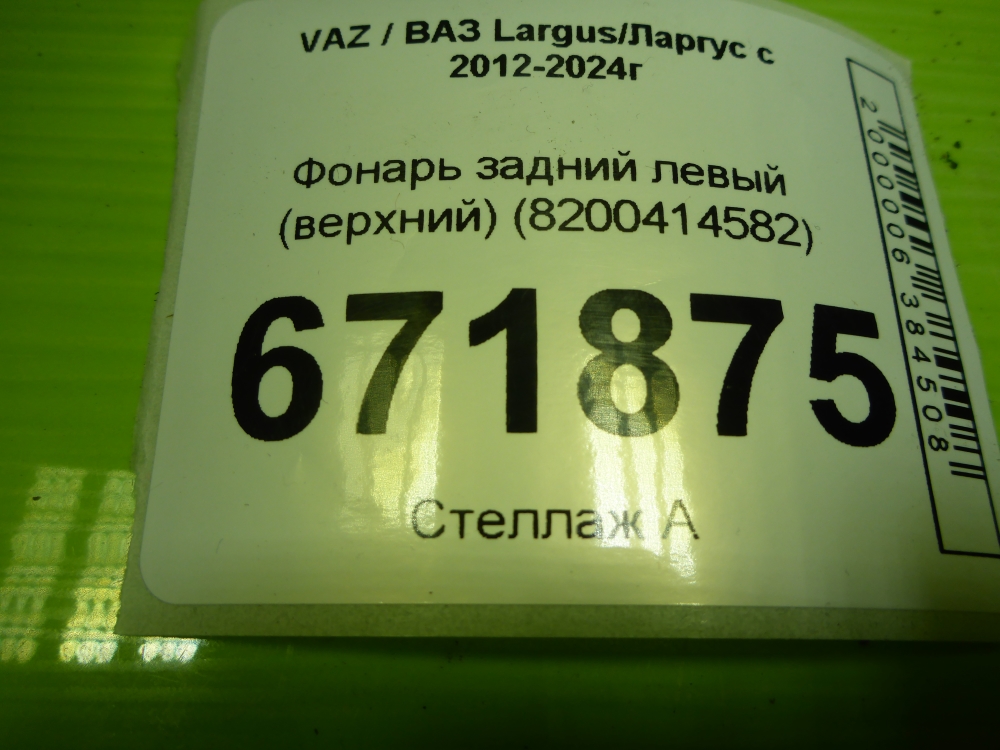 VAZ / ВАЗ Largus/Ларгус с
2012-2024г
Фонарь задний левый
(верхний) (8200414582)
671875
Стеллаж А
2000006384508